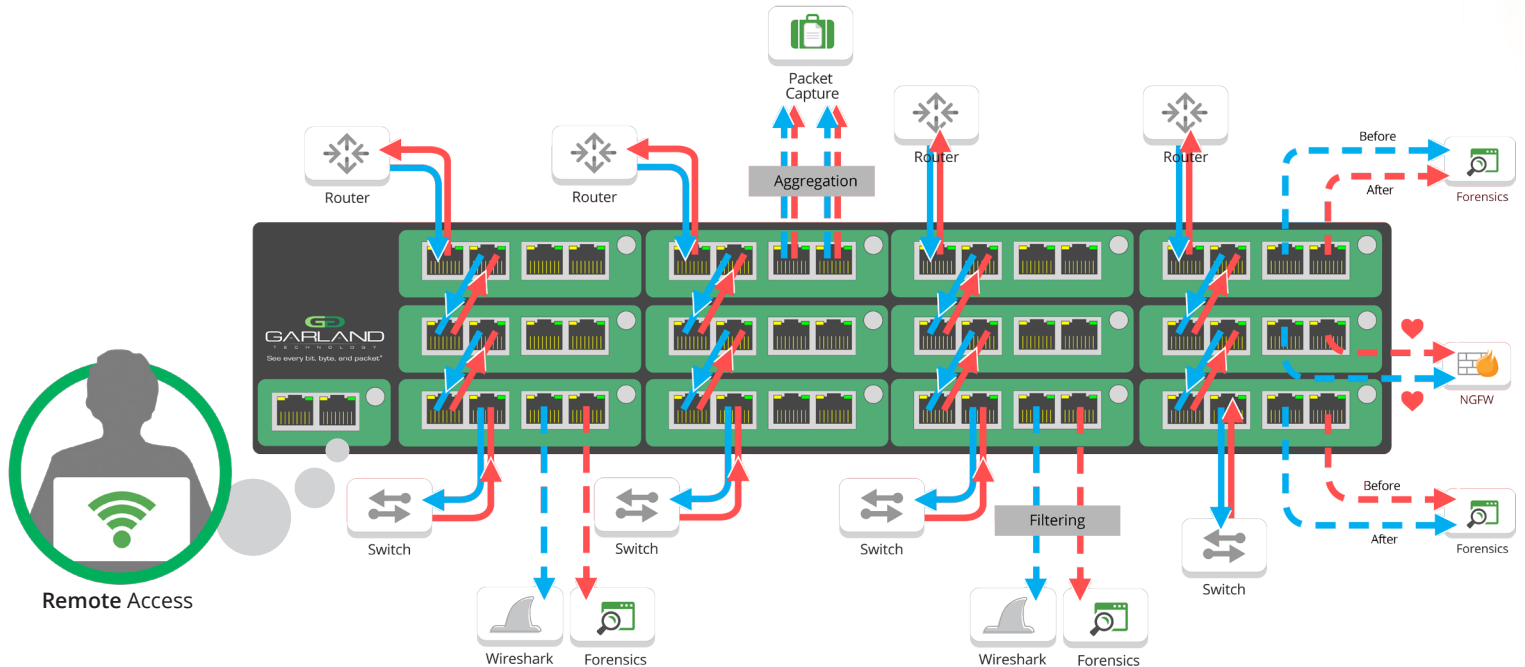 Packet
Capture
Router
Router
Router
Router
Before
After
Forensics
Aggregation
GARLAND
TECHNOLOGY
See every bit, byte, and packet®
NGFW
Before
After
Forensics
Switch
Switch
Switch
Filtering
Switch
Remote Access
Wireshark
Forensics
Wireshark
Forensics